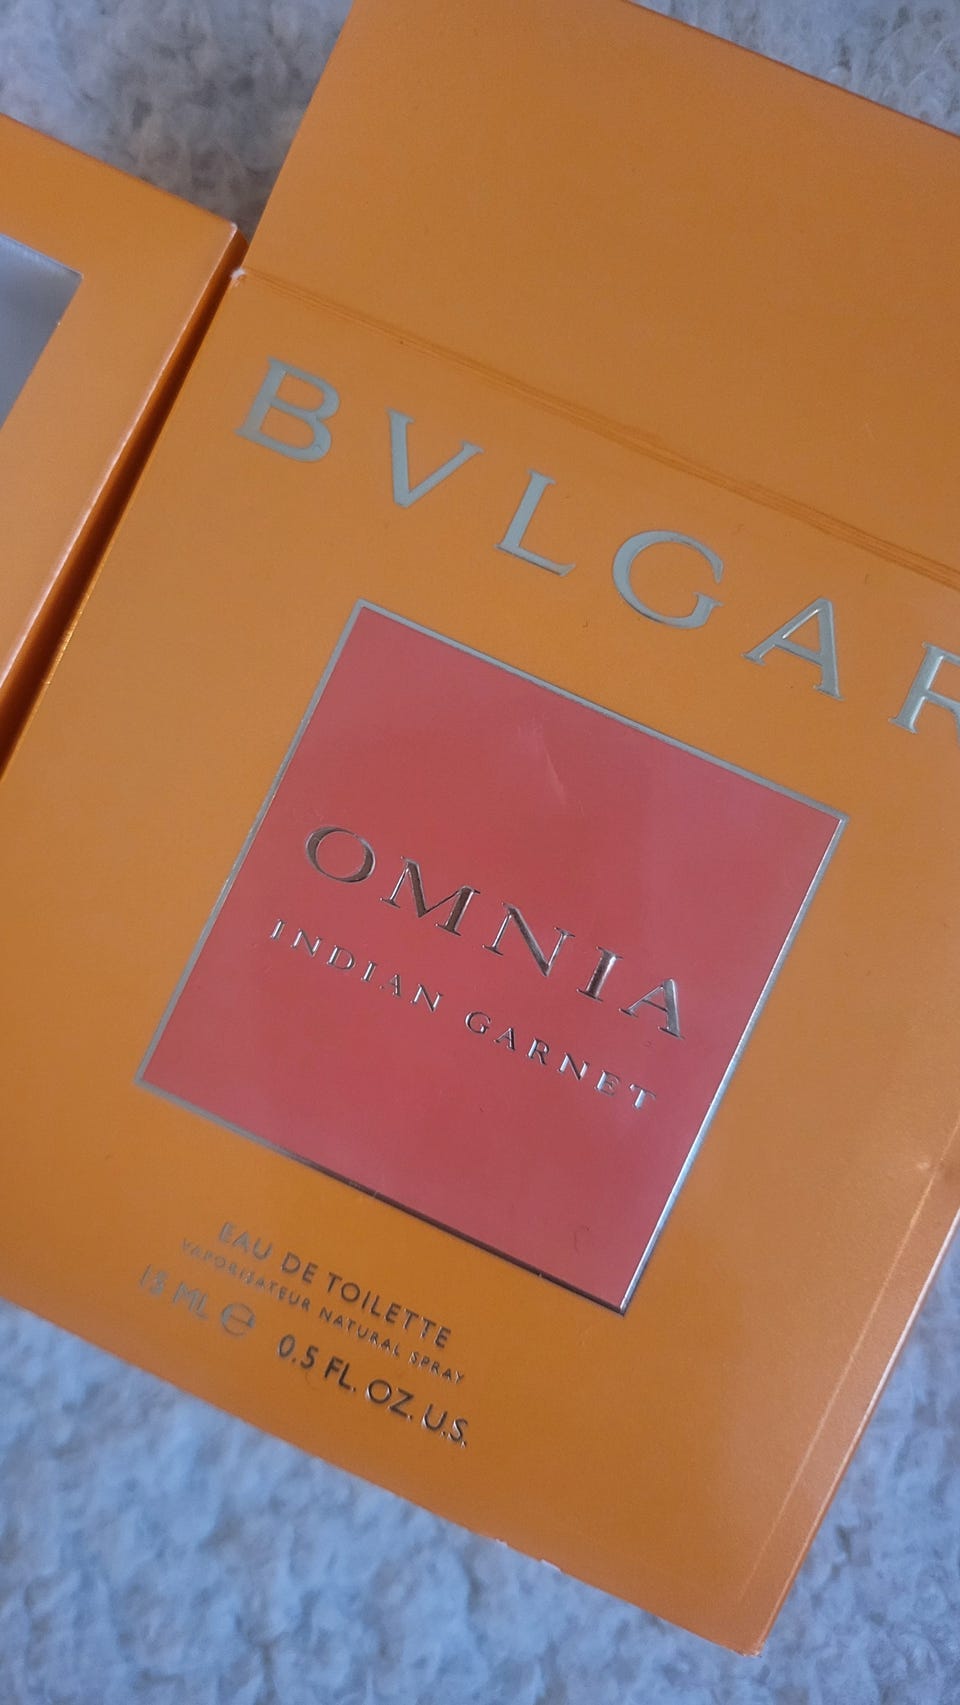 BVLGAR
OMNIA
INDIAN GARNET
EAU DE TOILETTE
VAPORISATEUR NATURAL SPRAY
15 ML ℮ 0.5 FL. OZ. U.S.